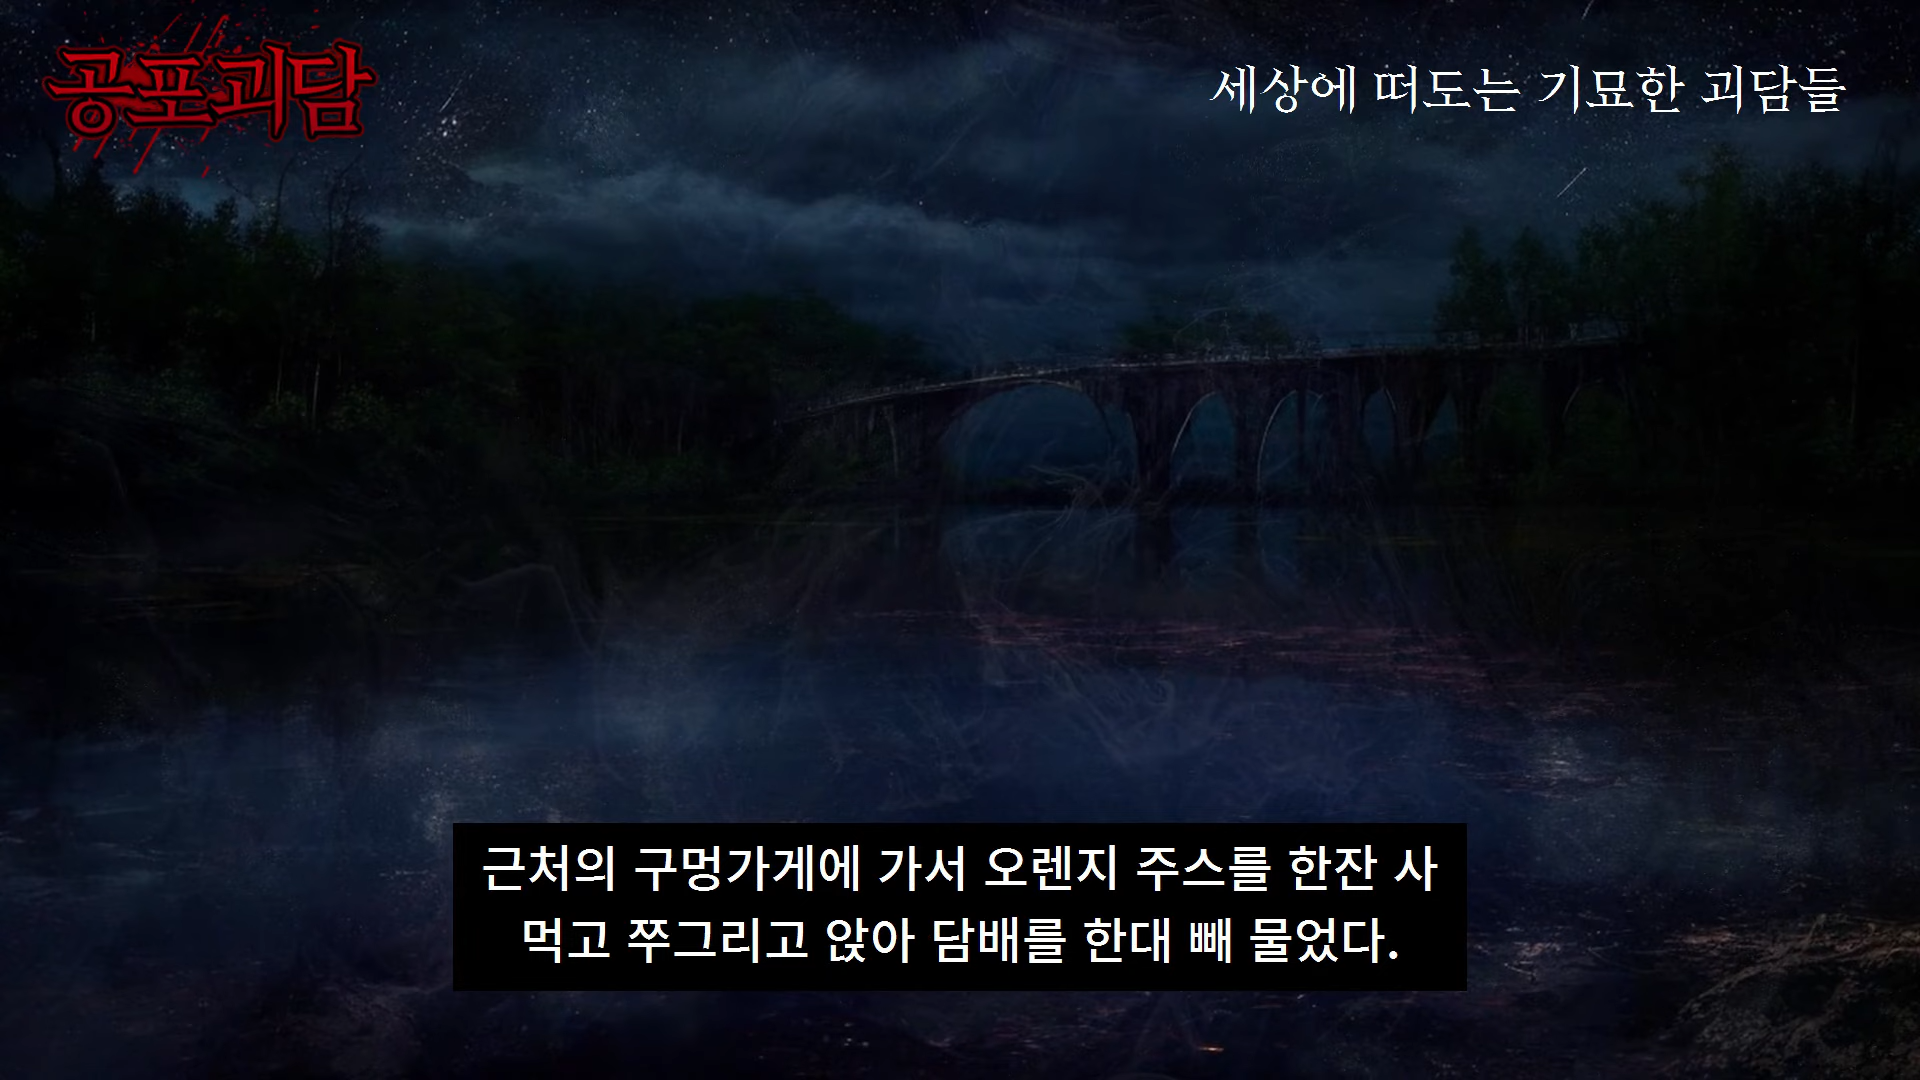 공포괴담
세상에 떠도는 기묘한 괴담들
근처의 구멍가게에 가서 오렌지 주스를 한잔 사
먹고 쭈그리고 앉아 담배를 한대 빼 물었다.